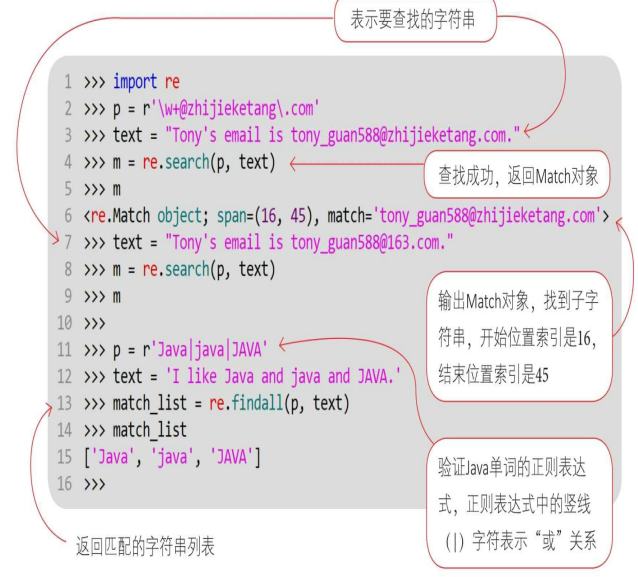 表示要查找的字符串
1 >>> import re
2 >>> p = r'\w+@zhijieketang\.com'
3 >>> text = "Tony's email is tony_guan588@zhijieketang.com."
4 >>> m = re.search(p, text)
查找成功，返回Match对象
5 >>> m
6 <re.Match object; span=(16, 45), match='tony_guan588@zhijieketang.com'>
7 >>> text = "Tony's email is tony_guan588@163.com."
8 >>> m = re.search(p, text)
9 >>> m
10 >>>
输出Match对象，找到子字
符串，开始位置索引是16，
结束位置索引是45
11 >>> p = r'Java|java|JAVA'
12 >>> text = 'I like Java and java and JAVA.'
13 >>> match_list = re.findall(p, text)
14 >>> match_list
15 ['Java', 'java', 'JAVA']
16 >>>
验证Java单词的正则表达
式，正则表达式中的竖线
（|）字符表示“或”关系
返回匹配的字符串列表